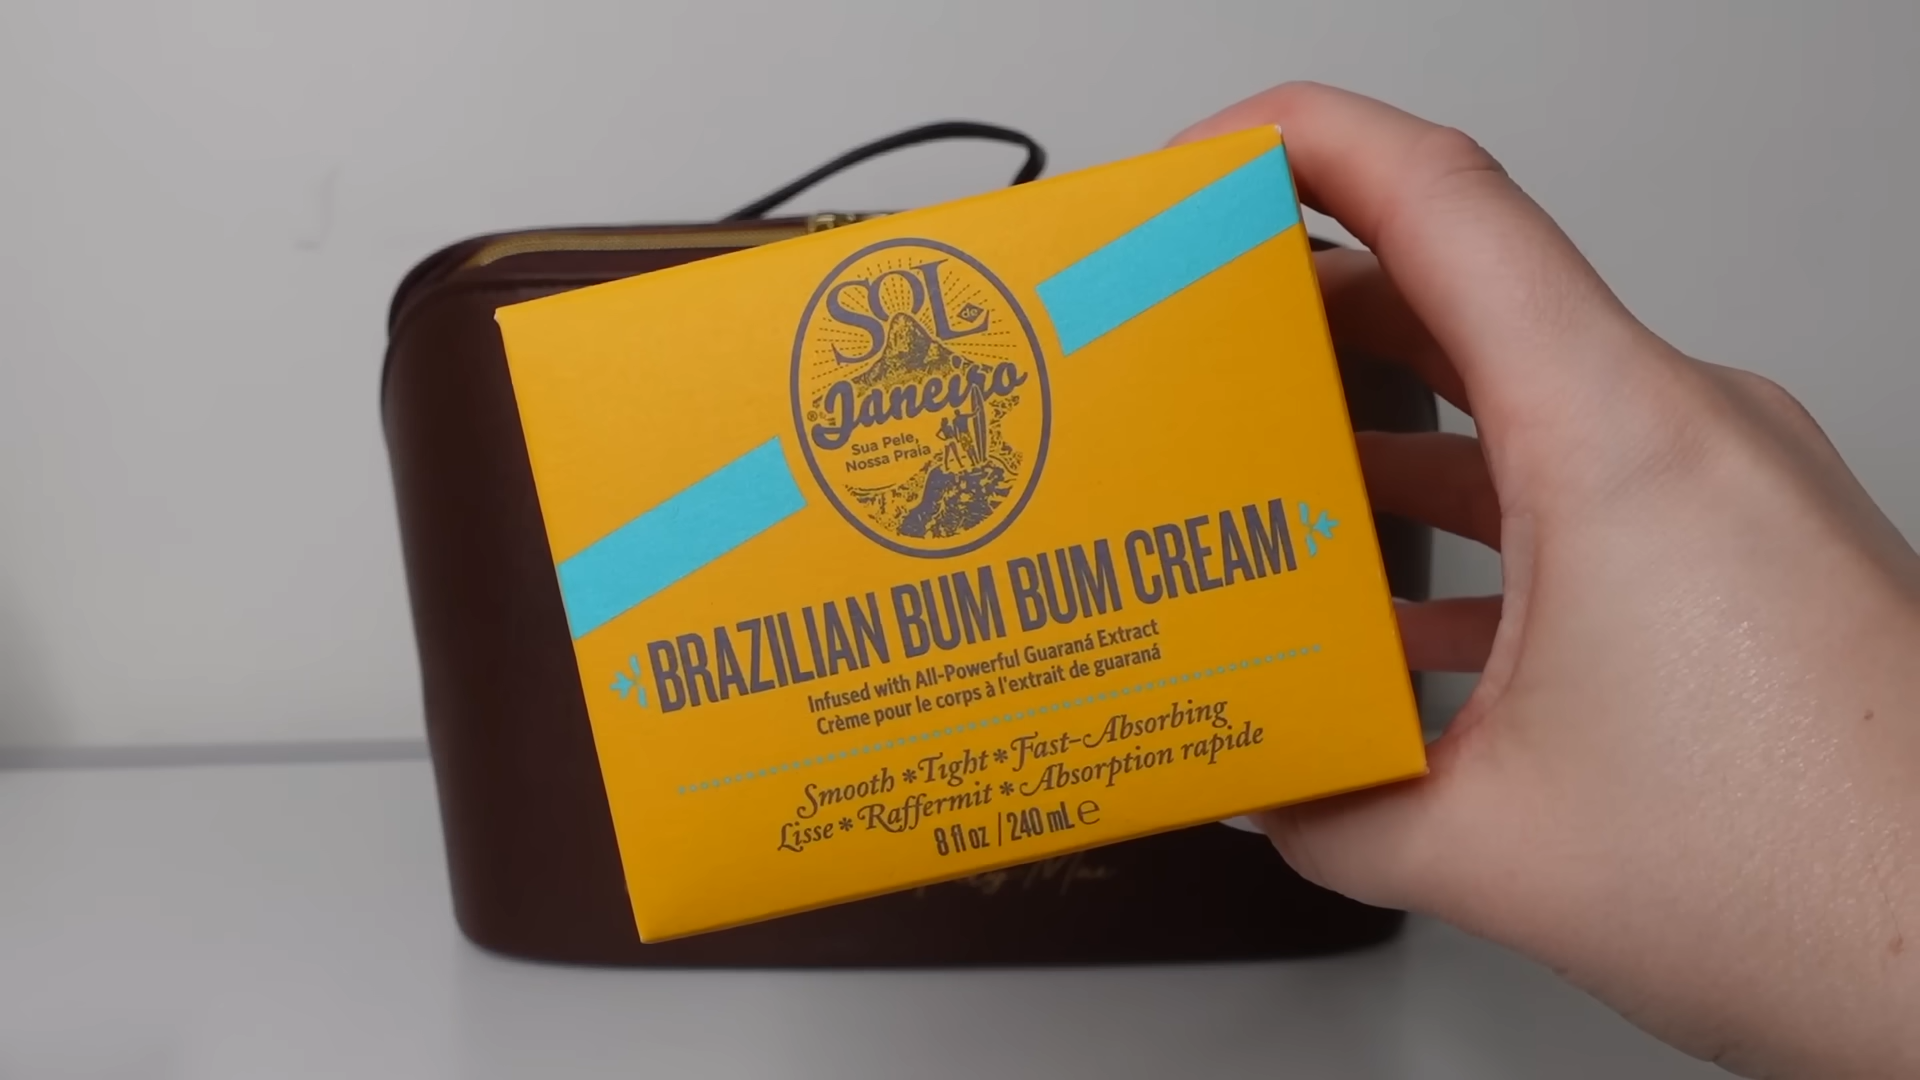 SOL de
Janeiro®
Sua Pele,
Nossa Praia
BRAZILIAN BUM BUM CREAM
Infused with All-Powerful Guaraná Extract
Crème pour le corps à l'extrait de guaraná
Smooth * Tight * Fast-Absorbing
Lisse * Raffermit * Absorption rapide
8 fl oz | 240 mL ℮